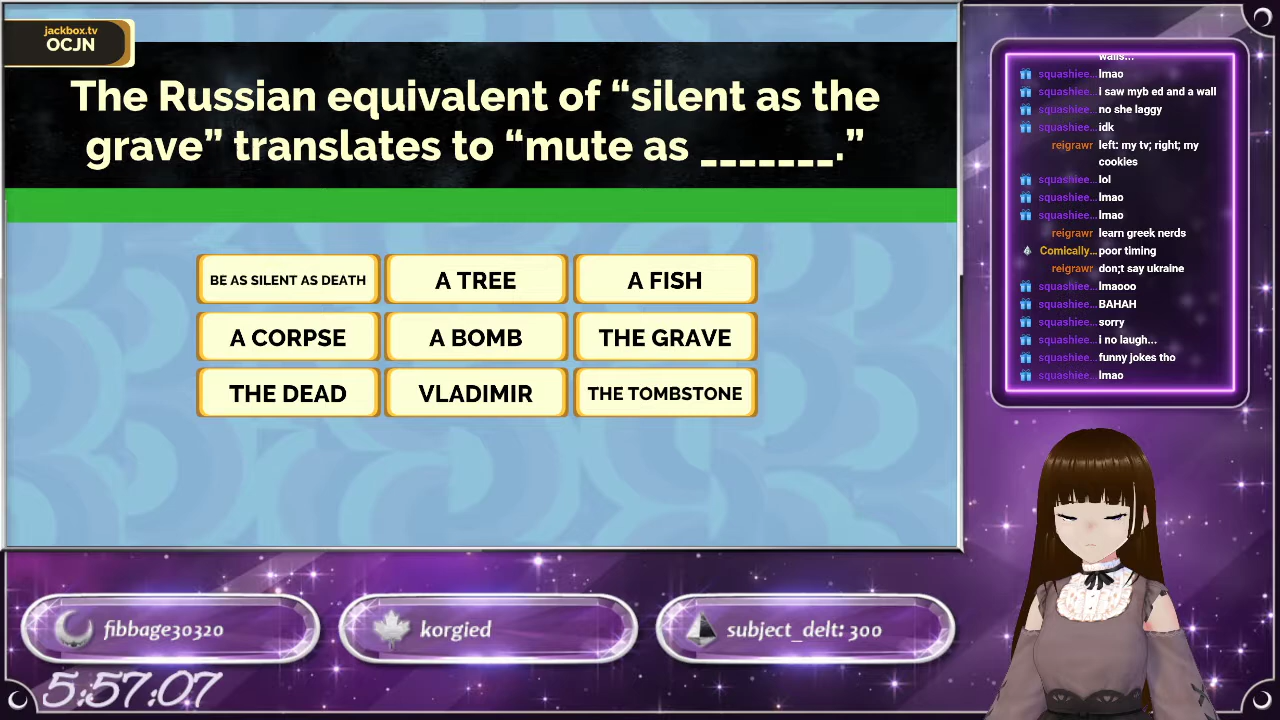 jackbox.tv
OCJN
The Russian equivalent of “silent as the
grave” translates to “mute as _______.”
BE AS SILENT AS DEATH
A TREE
A FISH
A CORPSE
A BOMB
THE GRAVE
THE DEAD
VLADIMIR
THE TOMBSTONE
walls...
squashiee... lmao
squashiee... i saw myb ed and a wall
squashiee... no she laggy
squashiee... idk
reigrawr left: my tv; right; my
cookies
squashiee... lol
squashiee... lmao
squashiee... lmao
reigrawr learn greek nerds
Comically... poor timing
reigrawr don;t say ukraine
squashiee... lmaooo
squashiee... BAHAH
squashiee... sorry
squashiee... i no laugh...
squashiee... funny jokes tho
squashiee... lmao
fibbage30320
korgied
subject_delt: 300
5:57:07